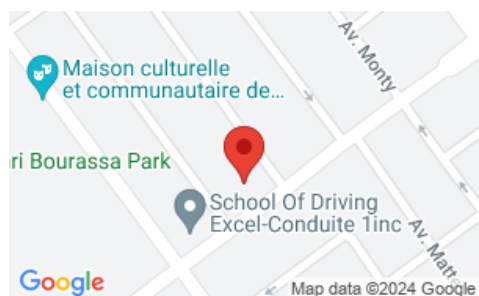 Av. Monty
Maison culturelle
et communautaire de...
ri Bourassa Park
School Of Driving
Excel-Conduite 1inc
Av. Matte
Google
Map data ©2024 Google